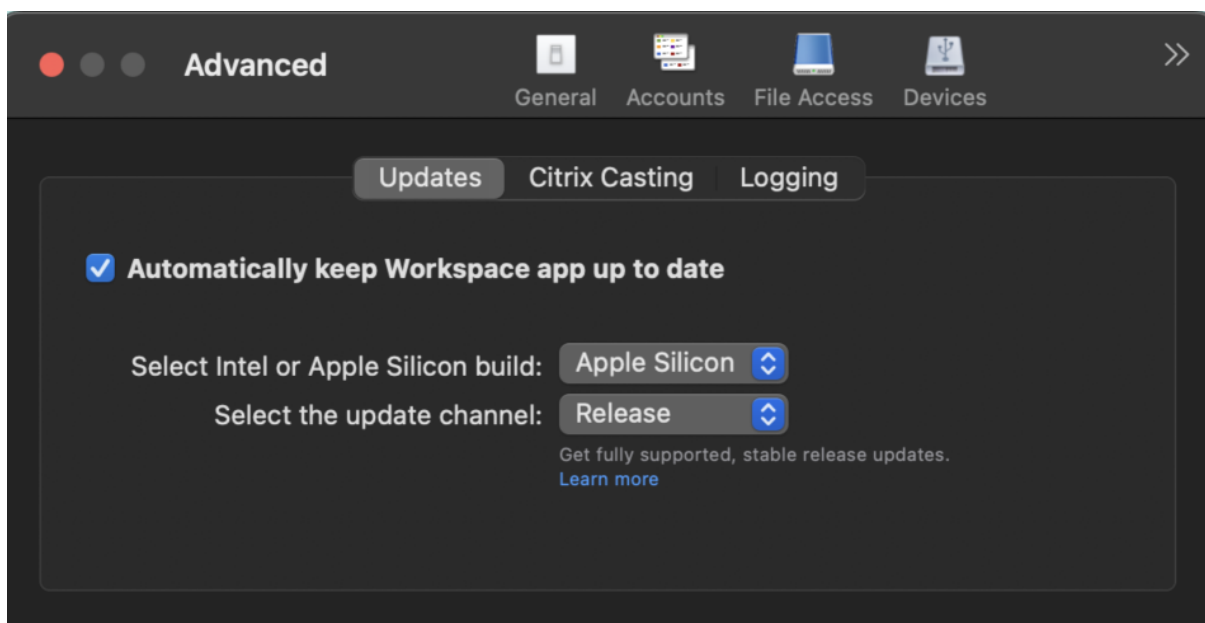 Advanced
General Accounts File Access Devices
Updates Citrix Casting Logging
Automatically keep Workspace app up to date
Select Intel or Apple Silicon build: Apple Silicon
Select the update channel: Release
Get fully supported, stable release updates.
Learn more